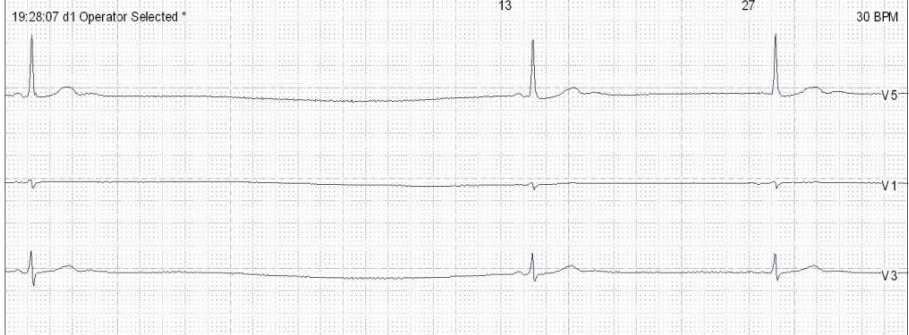 13 27
19:28:07 d1 Operator Selected * 30 BPM
V5
V1
V3